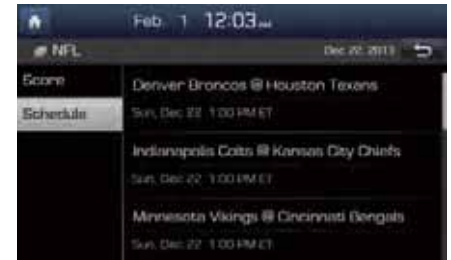 Feb. 1 12:03
NFL
Dec 22, 2013
Score
Schedule
Denver Broncos @ Houston Texans
Sun, Dec 22 1:00 PM ET
Indianapolis Colts @ Kansas City Chiefs
Sun, Dec 22 1:00 PM ET
Minnesota Vikings @ Cincinnati Bengals
Sun, Dec 22 1:00 PM ET